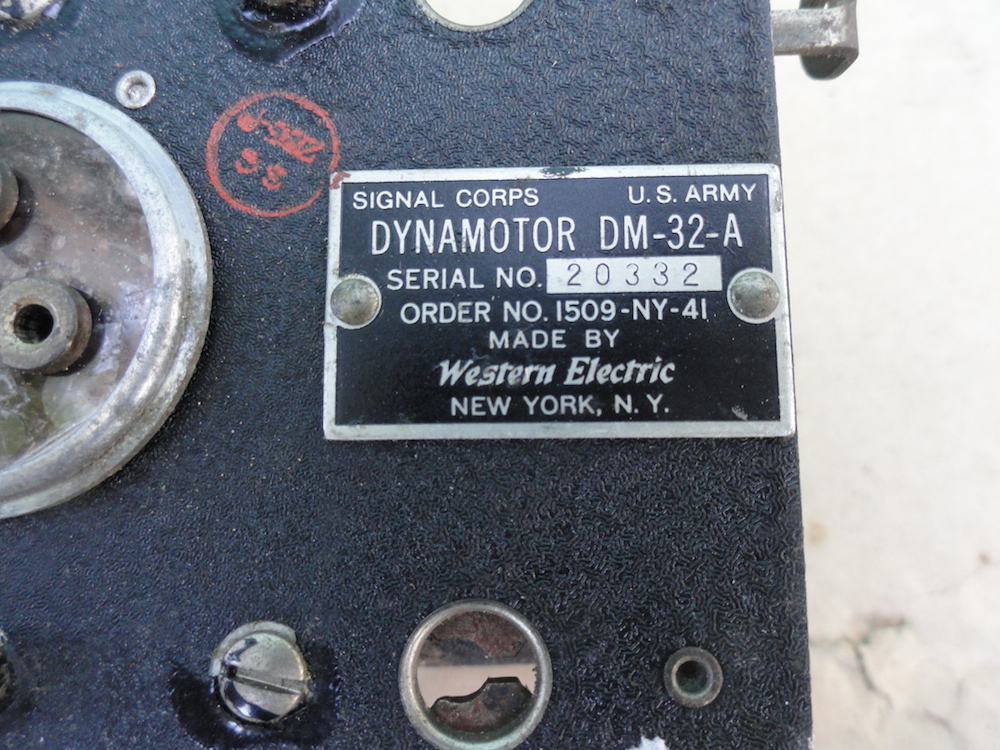 SIGNAL CORPS U.S. ARMY
DYNAMOTOR DM-32-A
SERIAL NO. 20332
ORDER NO. 1509-NY-41
MADE BY
Western Electric
NEW YORK, N. Y.
SS